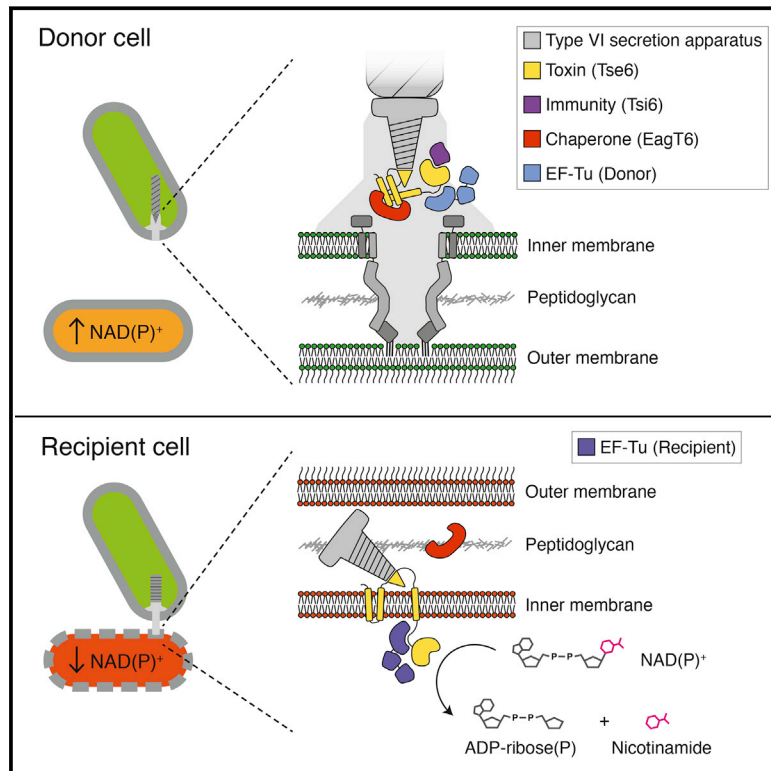 Donor cell
Type VI secretion apparatus
Toxin (Tse6)
Immunity (Tsi6)
Chaperone (EagT6)
EF-Tu (Donor)
Inner membrane
Peptidoglycan
Outer membrane
↑ NAD(P)⁺
Recipient cell
EF-Tu (Recipient)
Outer membrane
Peptidoglycan
Inner membrane
↓ NAD(P)⁺
P–P
NAD(P)⁺
P–P
+
ADP-ribose(P)
Nicotinamide